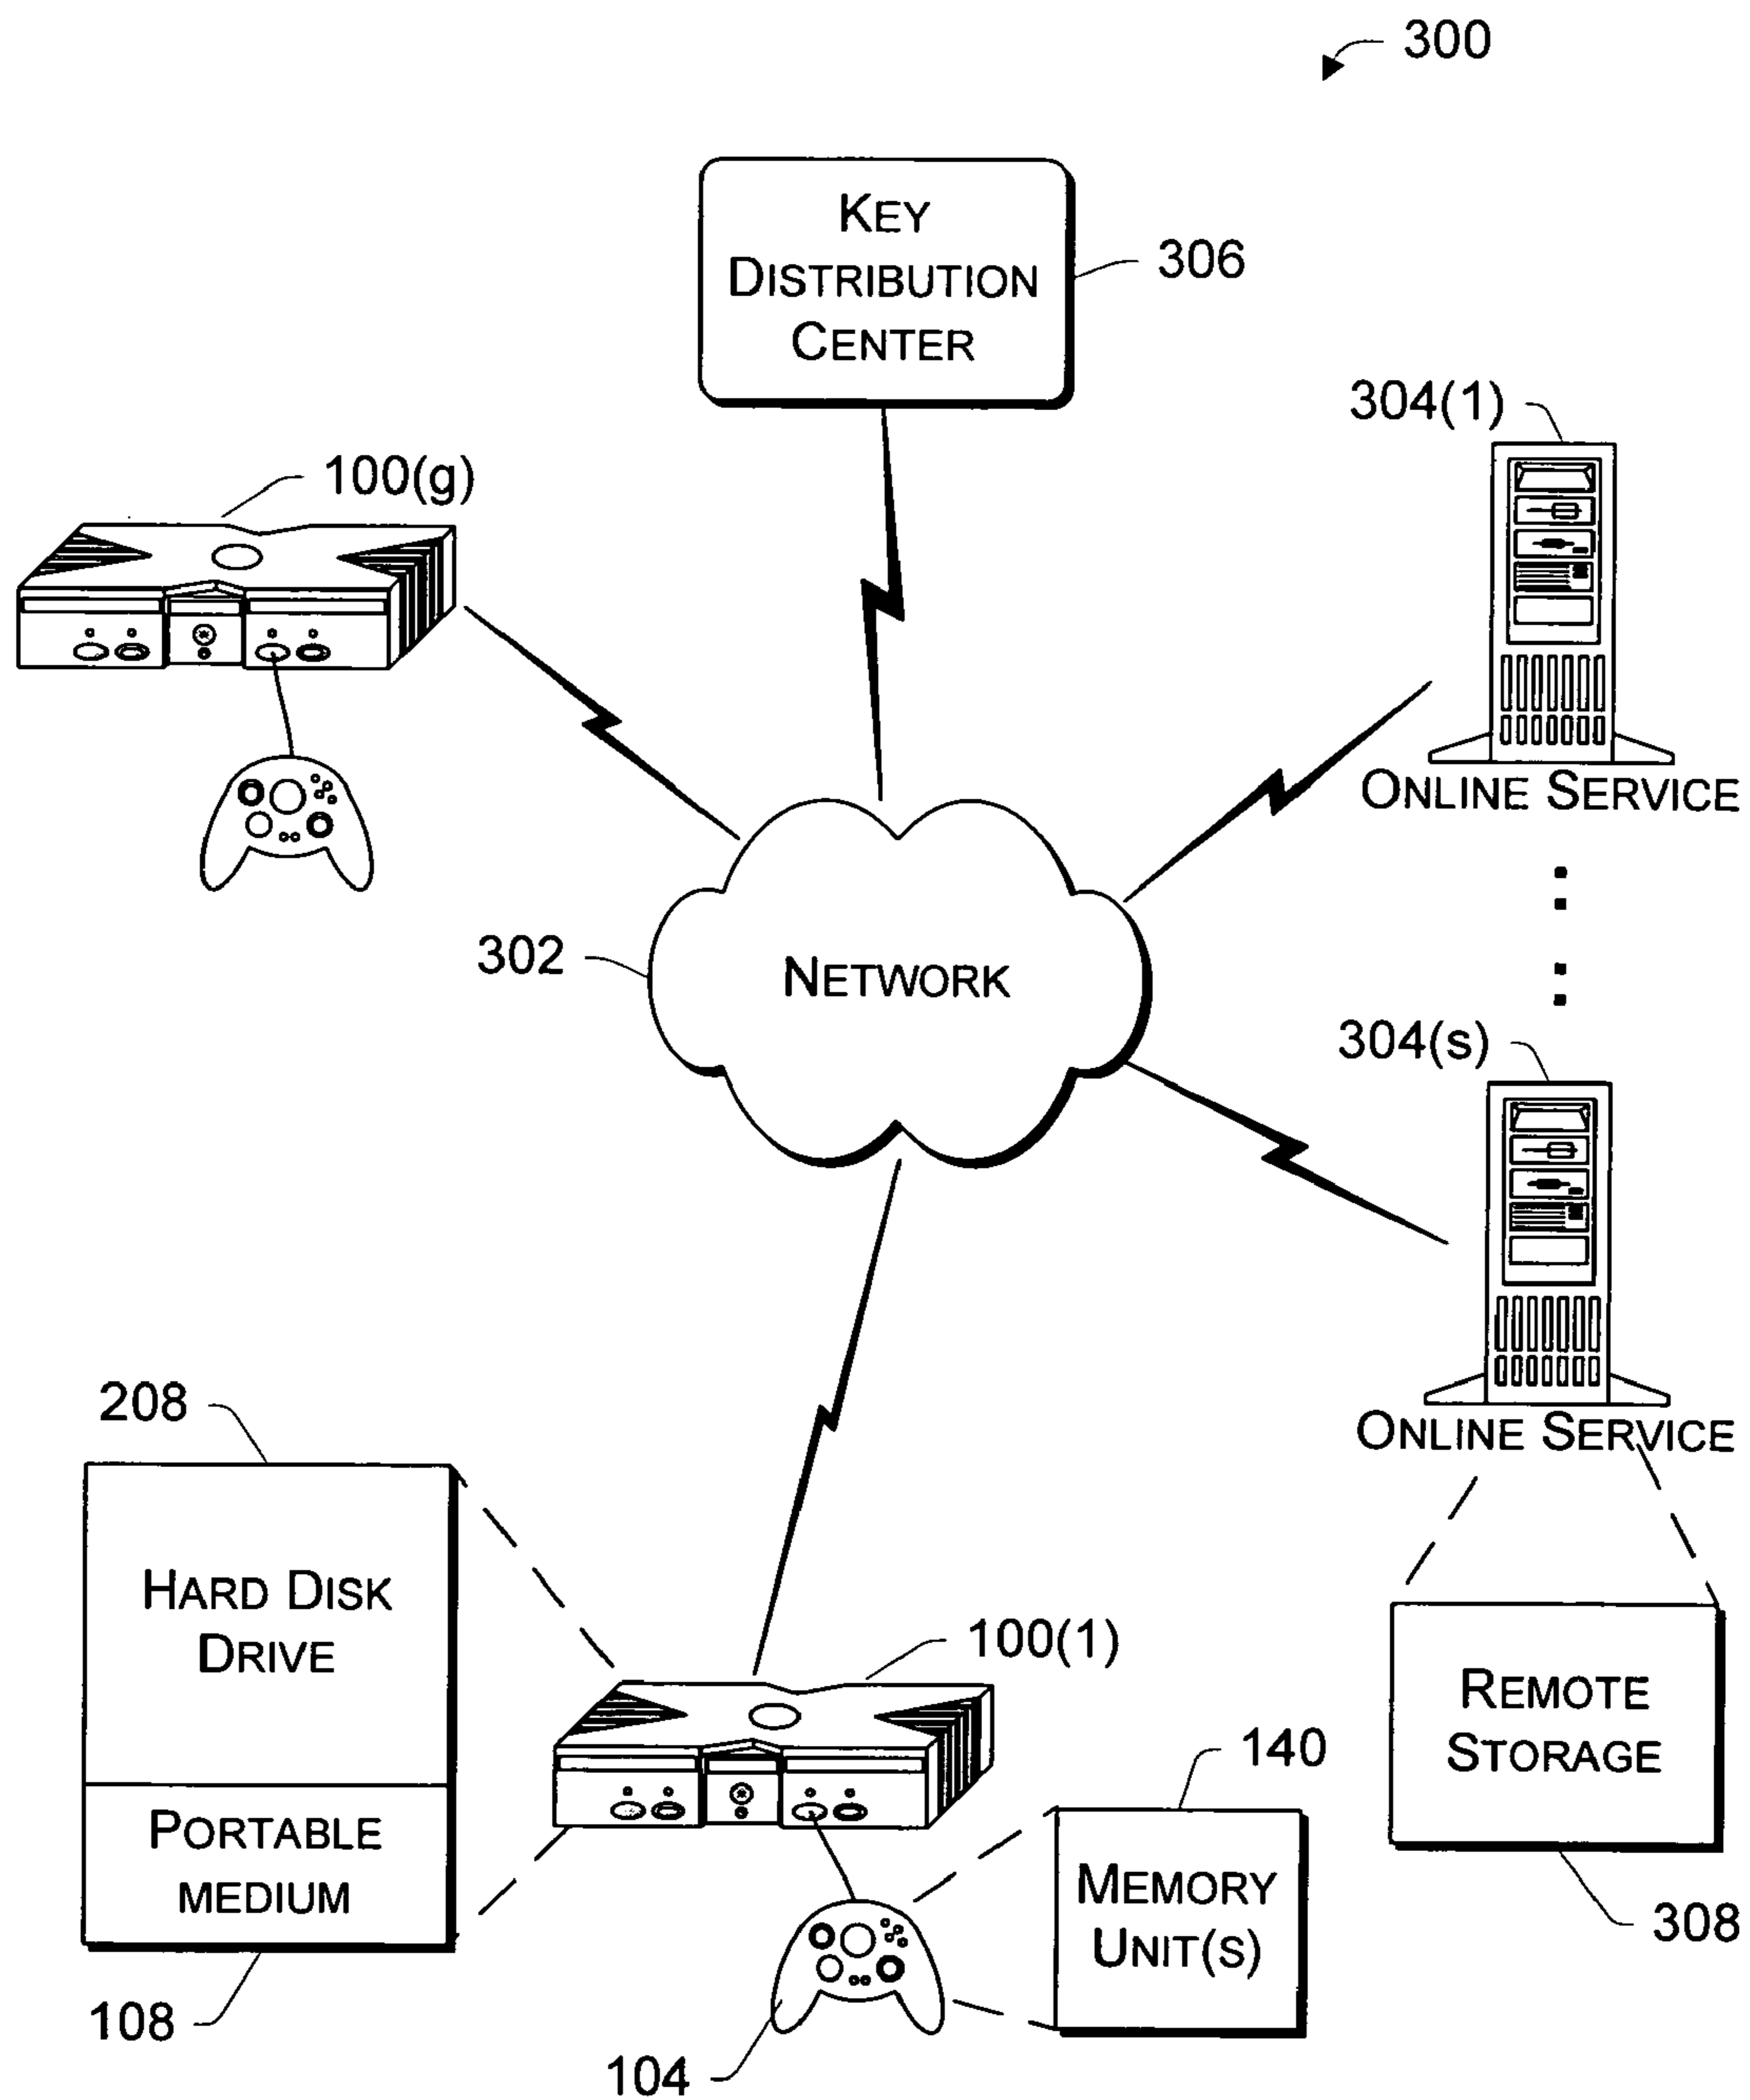 300
KEY
DISTRIBUTION
CENTER
306
304(1)
100(g)
ONLINE SERVICE
302
NETWORK
304(s)
ONLINE SERVICE
208
HARD DISK
DRIVE
PORTABLE
MEDIUM
108
100(1)
REMOTE
STORAGE
308
140
MEMORY
UNIT(S)
104